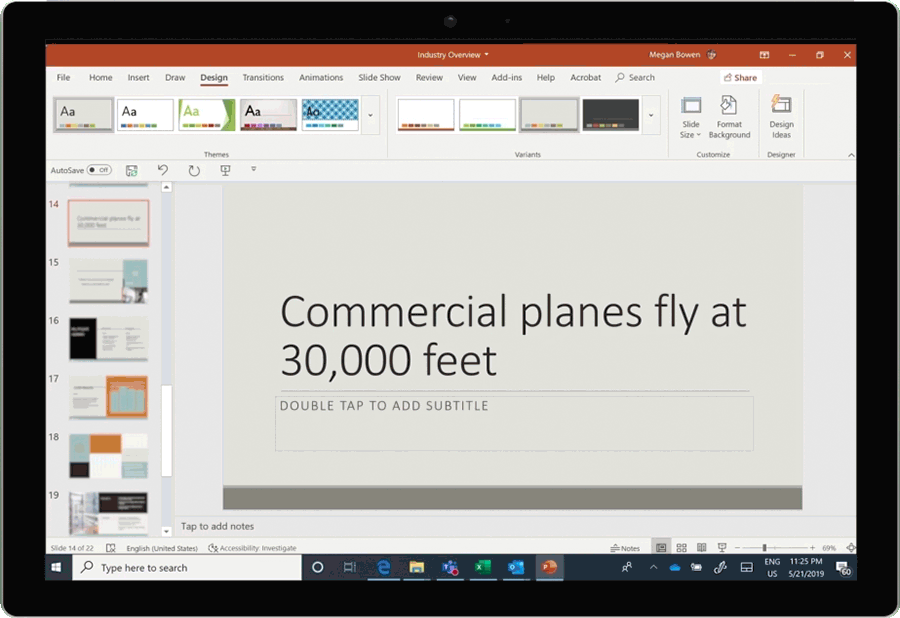 Industry Overview
Megan Bowen
File Home Insert Draw Design Transitions Animations Slide Show Review View Add-ins Help Acrobat Search Share
Aa Aa Aa Aa Aa
Slide Size
Format Background
Design Ideas
Themes Variants Customize Designer
AutoSave Off
14
Commercial planes fly at
30,000 feet
15
16
17
18
19
Commercial planes fly at
30,000 feet
DOUBLE TAP TO ADD SUBTITLE
Tap to add notes
Slide 14 of 22 English (United States) Accessibility: Investigate Notes 69%
Type here to search
ENG
US
11:25 PM
5/21/2019
60